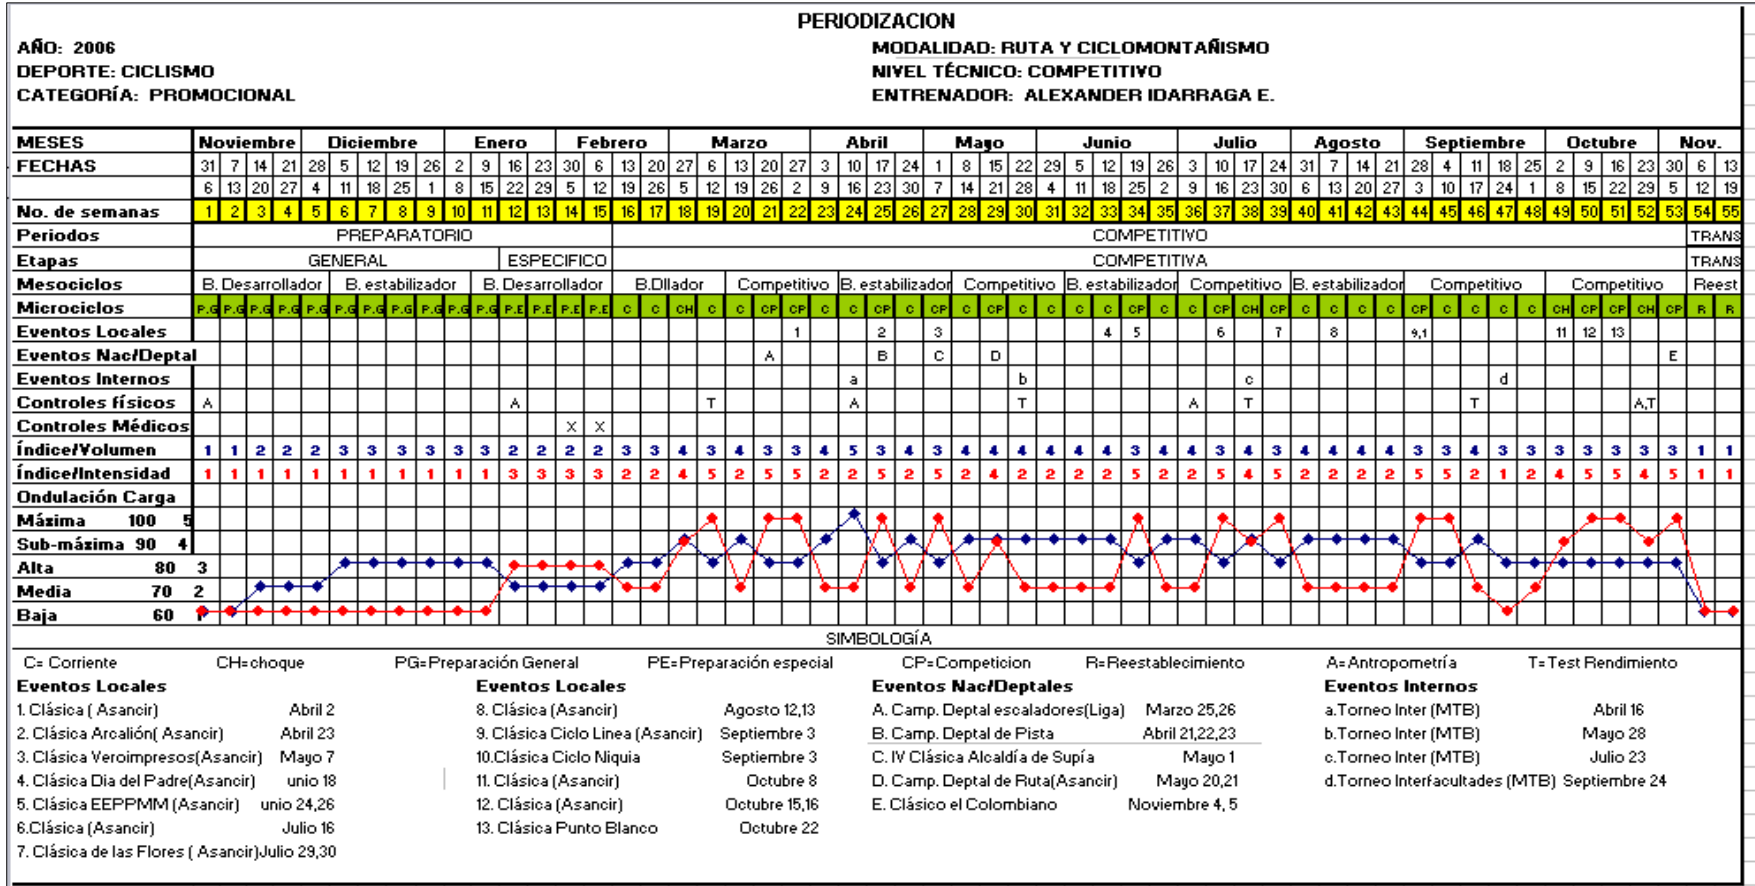 PERIODIZACION
AÑO: 2006 MODALIDAD: RUTA Y CICLOMONTAÑISMO
DEPORTE: CICLISMO NIVEL TÉCNICO: COMPETITIVO
CATEGORÍA: PROMOCIONAL ENTRENADOR: ALEXANDER IDARRAGA E.
MESES Noviembre Diciembre Enero Febrero Marzo Abril Mayo Junio Julio Agosto Septiembre Octubre Nov.
FECHAS 31 7 14 21 28 5 12 19 26 2 9 16 23 30 6 13 20 27 6 13 20 27 3 10 17 24 1 8 15 22 29 5 12 19 26 3 10 17 24 31 7 14 21 28 4 11 18 25 2 9 16 23 30 6 13
6 13 20 27 4 11 18 25 1 8 15 22 29 5 12 19 26 5 12 19 26 2 9 16 23 30 7 14 21 28 4 11 18 25 2 9 16 23 30 6 13 20 27 3 10 17 24 1 8 15 22 29 5 12 19
No. de semanas 1 2 3 4 5 6 7 8 9 10 11 12 13 14 15 16 17 18 19 20 21 22 23 24 25 26 27 28 29 30 31 32 33 34 35 36 37 38 39 40 41 42 43 44 45 46 47 48 49 50 51 52 53 54 55
Periodos PREPARATORIO COMPETITIVO TRANS
Etapas GENERAL ESPECIFICO COMPETITIVA TRANS
Mesociclos B. Desarrollador B. estabilizador B. Desarrollador B.Dllador Competitivo B. estabilizador Competitivo B. estabilizador Competitivo B. estabilizador Competitivo Competitivo Reest
Microciclos P.G P.G P.G P.G P.G P.G P.G P.G P.G P.G P.G P.E P.E P.E P.E C C CH C C CP CP C C CP C CP C CP C C C C CP C C CP CH CP C C C C CP CP C C C CH CP CP CH CP R R
Eventos Locales 1 2 3 4 5 6 7 8 9,1 11 12 13
Eventos Nac/Deptal A B C D E
Eventos Internos a b c d
Controles físicos A A T A T A T T A,T
Controles Médicos X X
Índice/Volumen 1 1 2 2 2 3 3 3 3 3 3 2 2 2 2 3 3 4 3 4 3 3 4 5 3 4 3 4 4 4 4 4 4 3 4 4 3 4 3 4 4 4 4 3 3 4 3 3 3 3 3 3 3 1 1
Índice/Intensidad 1 1 1 1 1 1 1 1 1 1 1 3 3 3 3 2 2 4 5 2 5 5 2 2 5 2 5 2 4 2 2 2 2 5 2 2 5 4 5 2 2 2 2 5 5 2 1 2 4 5 5 4 5 1 1
Ondulación Carga
Máxima 100 5
Sub-máxima 90 4
Alta 80 3
Media 70 2
Baja 60 1
SIMBOLOGÍA
C= Corriente CH=choque PG=Preparación General PE=Preparación especial CP=Competicion R=Reestablecimiento A=Antropometría T=Test Rendimiento
Eventos Locales Eventos Locales Eventos Nac/Deptales Eventos Internos
1. Clásica ( Asancir) Abril 2 8. Clásica (Asancir) Agosto 12,13 A. Camp. Deptal escaladores(Liga) Marzo 25,26 a.Torneo Inter (MTB) Abril 16
2. Clásica Arcalión( Asancir) Abril 23 9. Clásica Ciclo Linea (Asancir) Septiembre 3 B. Camp. Deptal de Pista Abril 21,22,23 b.Torneo Inter (MTB) Mayo 28
3. Clásica Veroimpresos(Asancir) Mayo 7 10.Clásica Ciclo Niquia Septiembre 3 C. IV Clásica Alcaldía de Supía Mayo 1 c.Torneo Inter (MTB) Julio 23
4. Clásica Dia del Padre(Asancir) unio 18 11. Clásica (Asancir) Octubre 8 D. Camp. Deptal de Ruta(Asancir) Mayo 20,21 d.Torneo Interfacultades (MTB) Septiembre 24
5. Clásica EEPPMM (Asancir) unio 24,26 12. Clásica (Asancir) Octubre 15,16 E. Clásico el Colombiano Noviembre 4, 5
6.Clásica (Asancir) Julio 16 13. Clásica Punto Blanco Octubre 22
7. Clásica de las Flores ( Asancir)Julio 29,30